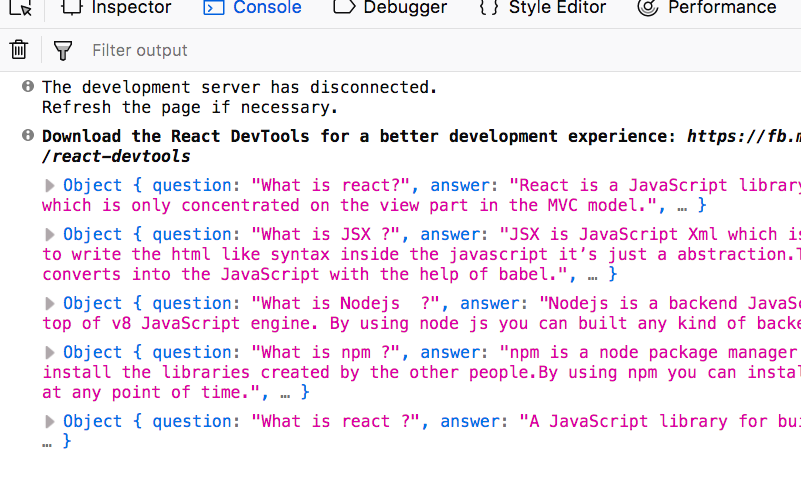 Inspector Console Debugger { } Style Editor Performance
Filter output
The development server has disconnected.
Refresh the page if necessary.
Download the React DevTools for a better development experience: https://fb.m
/react-devtools
Object { question: "What is react?", answer: "React is a JavaScript library
which is only concentrated on the view part in the MVC model.", … }
Object { question: "What is JSX ?", answer: "JSX is JavaScript Xml which is
to write the html like syntax inside the javascript it’s just a abstraction.T
converts into the JavaScript with the help of babel.", … }
Object { question: "What is Nodejs  ?", answer: "Nodejs is a backend JavaSc
top of v8 JavaScript engine. By using node js you can built any kind of backe
Object { question: "What is npm ?", answer: "npm is a node package manager
install the libraries created by the other people.By using npm you can instal
at any point of time.", … }
Object { question: "What is react ?", answer: "A JavaScript library for bui
… }